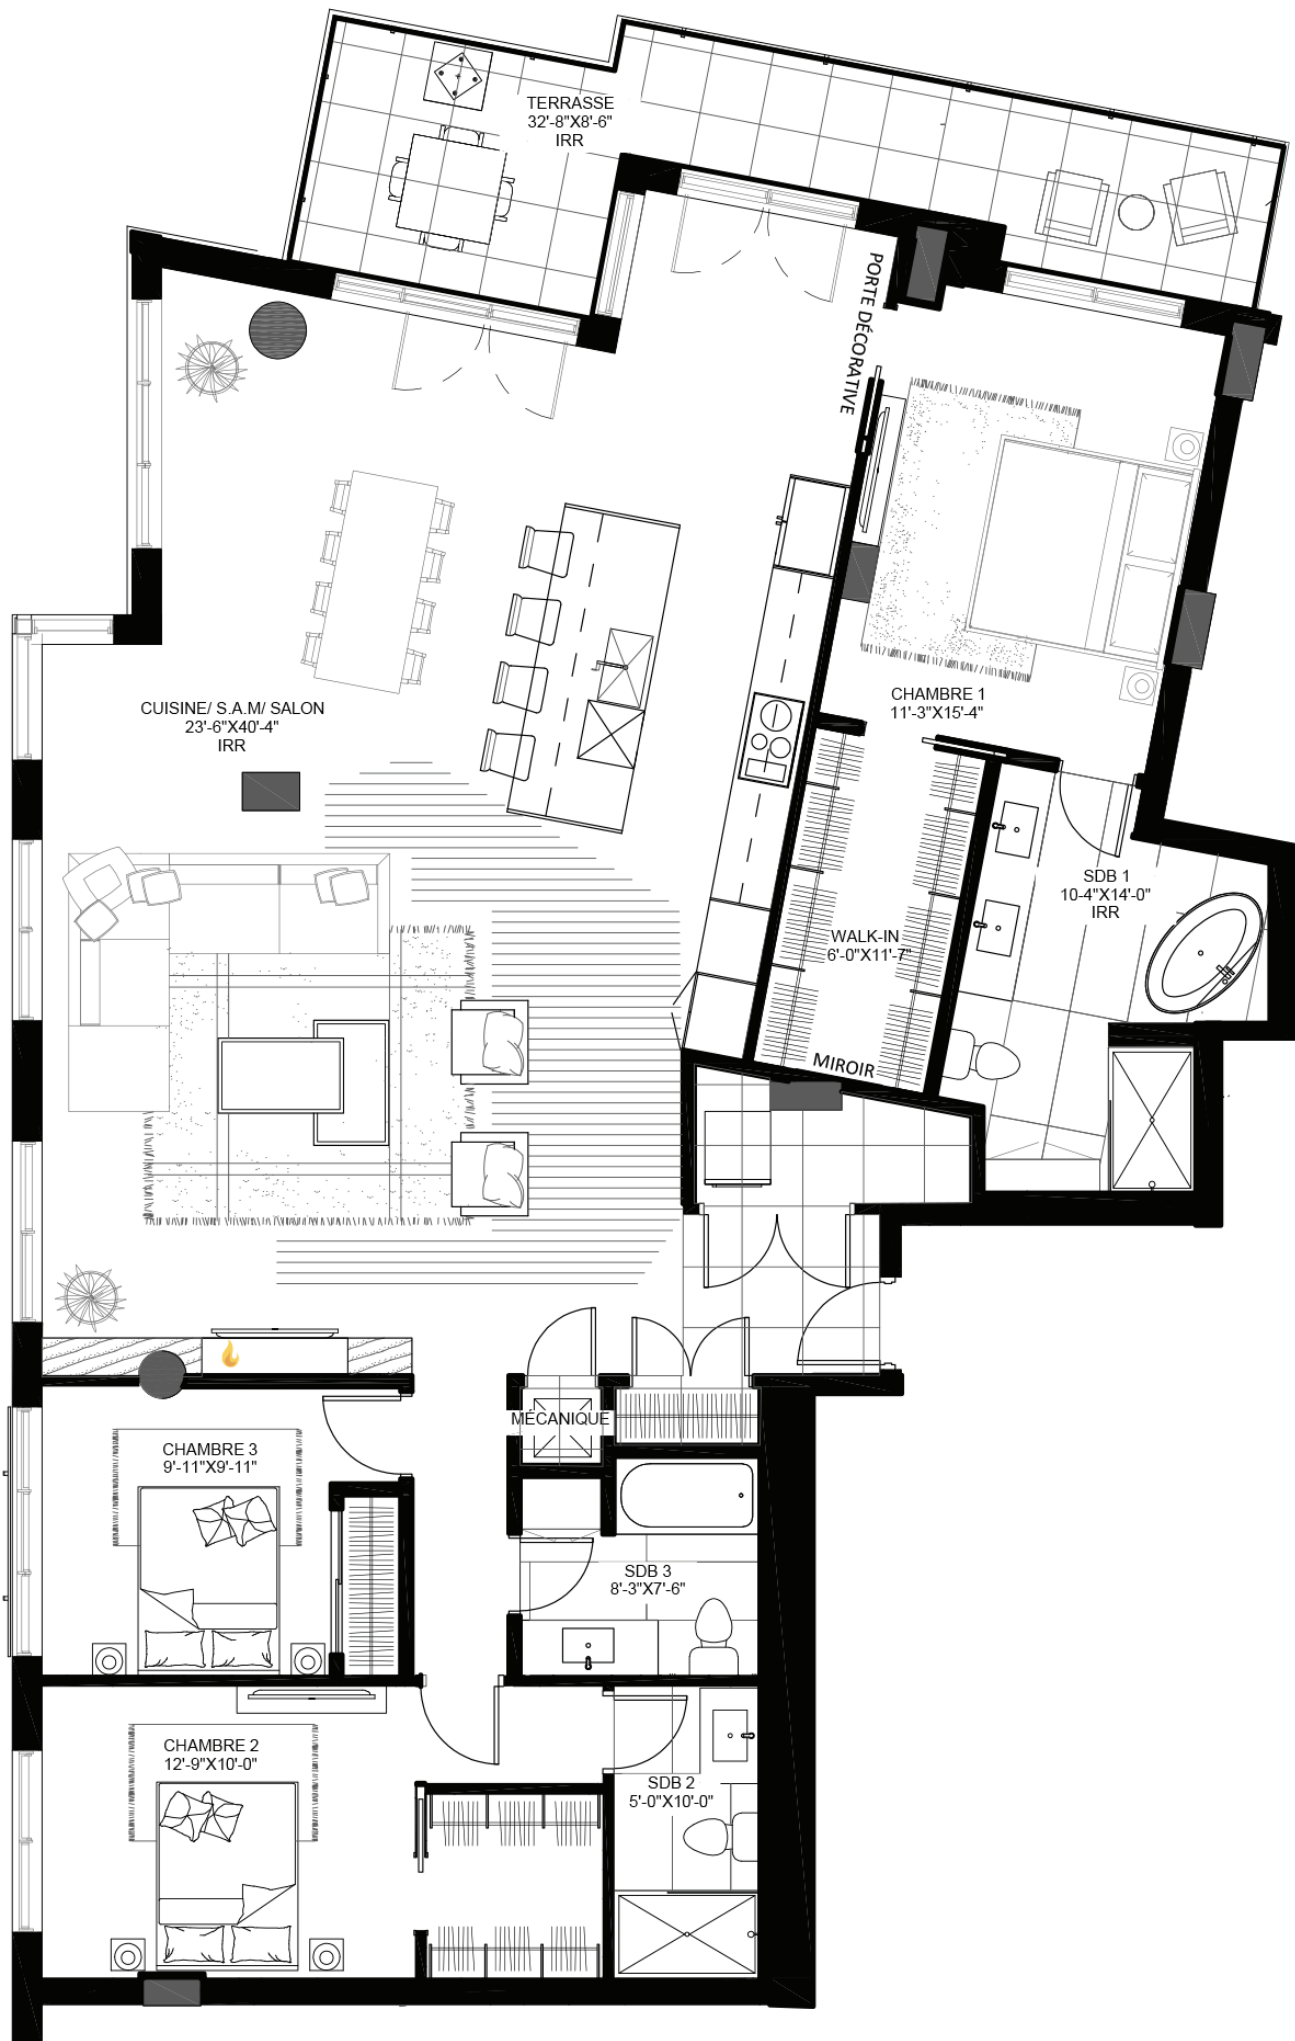 TERRASSE
32'-8"X8'-6"
IRR
PORTE DÉCORATIVE
CUISINE/ S.A.M/ SALON
23'-6"X40'-4"
IRR
CHAMBRE 1
11'-3"X15'-4"
SDB 1
10-4"X14'-0"
IRR
WALK-IN
6'-0"X11'-7"
MIROIR
MÉCANIQUE
CHAMBRE 3
9'-11"X9'-11"
SDB 3
8'-3"X7'-6"
CHAMBRE 2
12'-9"X10'-0"
SDB 2
5'-0"X10'-0"